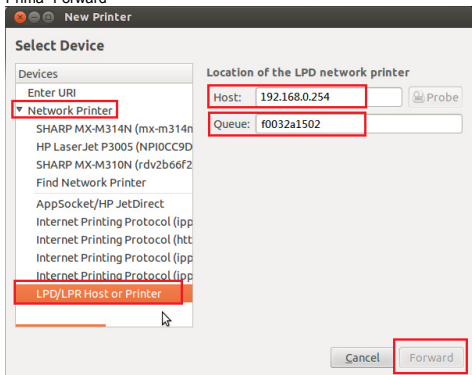 New Printer
Select Device
Devices
Enter URI
Network Printer
SHARP MX-M314N (mx-m314n
HP LaserJet P3005 (NPI0CC9D
SHARP MX-M310N (rdv2b66f2
Find Network Printer
AppSocket/HP JetDirect
Internet Printing Protocol (ipp
Internet Printing Protocol (htt
Internet Printing Protocol (ipp
Internet Printing Protocol (ipp
LPD/LPR Host or Printer
Location of the LPD network printer
Host: 192.168.0.254 Probe
Queue: f0032a1502
Cancel Forward